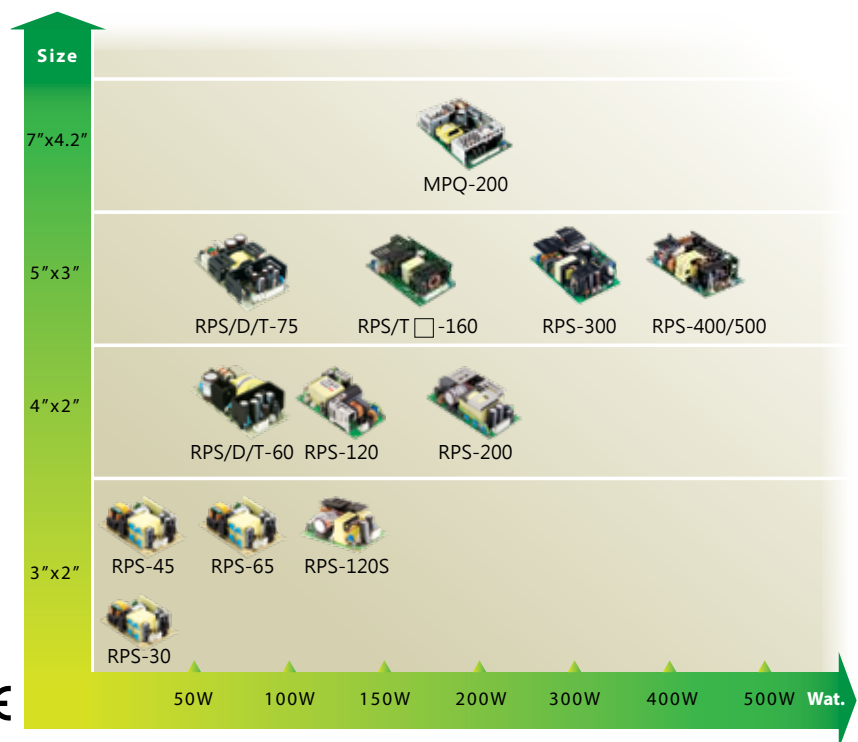 Size
7"x4.2"
MPQ-200
5"x3"
RPS/D/T-75 RPS/T□-160 RPS-300 RPS-400/500
4"x2"
RPS/D/T-60 RPS-120 RPS-200
3"x2"
RPS-45 RPS-65 RPS-120S
RPS-30
50W 100W 150W 200W 300W 400W 500W Wat.